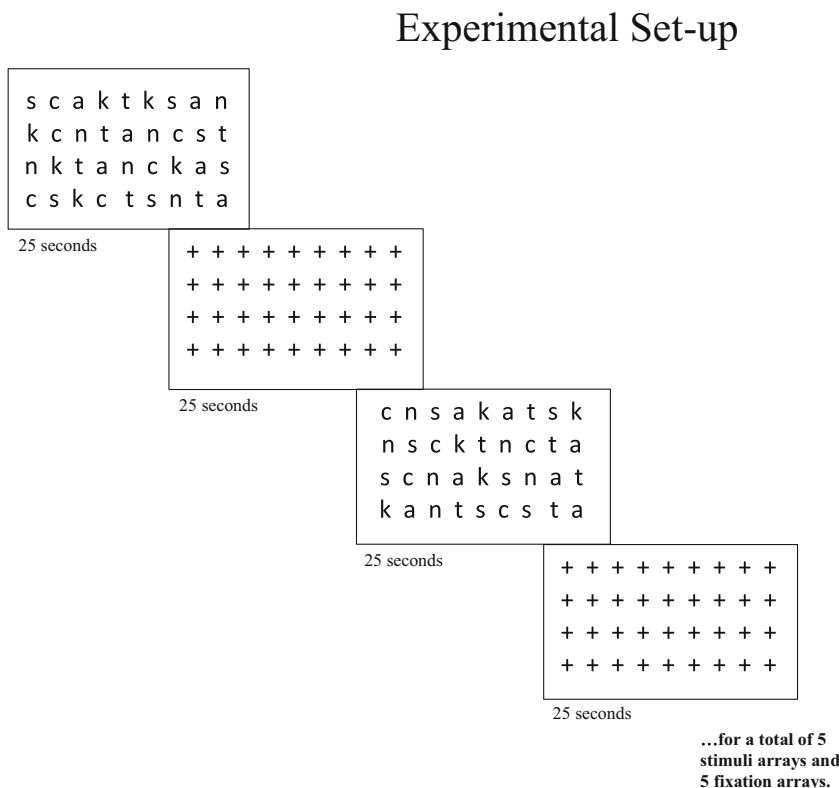 Experimental Set-up
s c a k t k s a n
k c n t a n c s t
n k t a n c k a s
c s k c t s n t a
25 seconds
+ + + + + + + + +
+ + + + + + + + +
+ + + + + + + + +
+ + + + + + + + +
25 seconds
c n s a k a t s k
n s c k t n c t a
s c n a k s n a t
k a n t s c s t a
25 seconds
+ + + + + + + + +
+ + + + + + + + +
+ + + + + + + + +
+ + + + + + + + +
25 seconds
...for a total of 5
stimuli arrays and
5 fixation arrays.